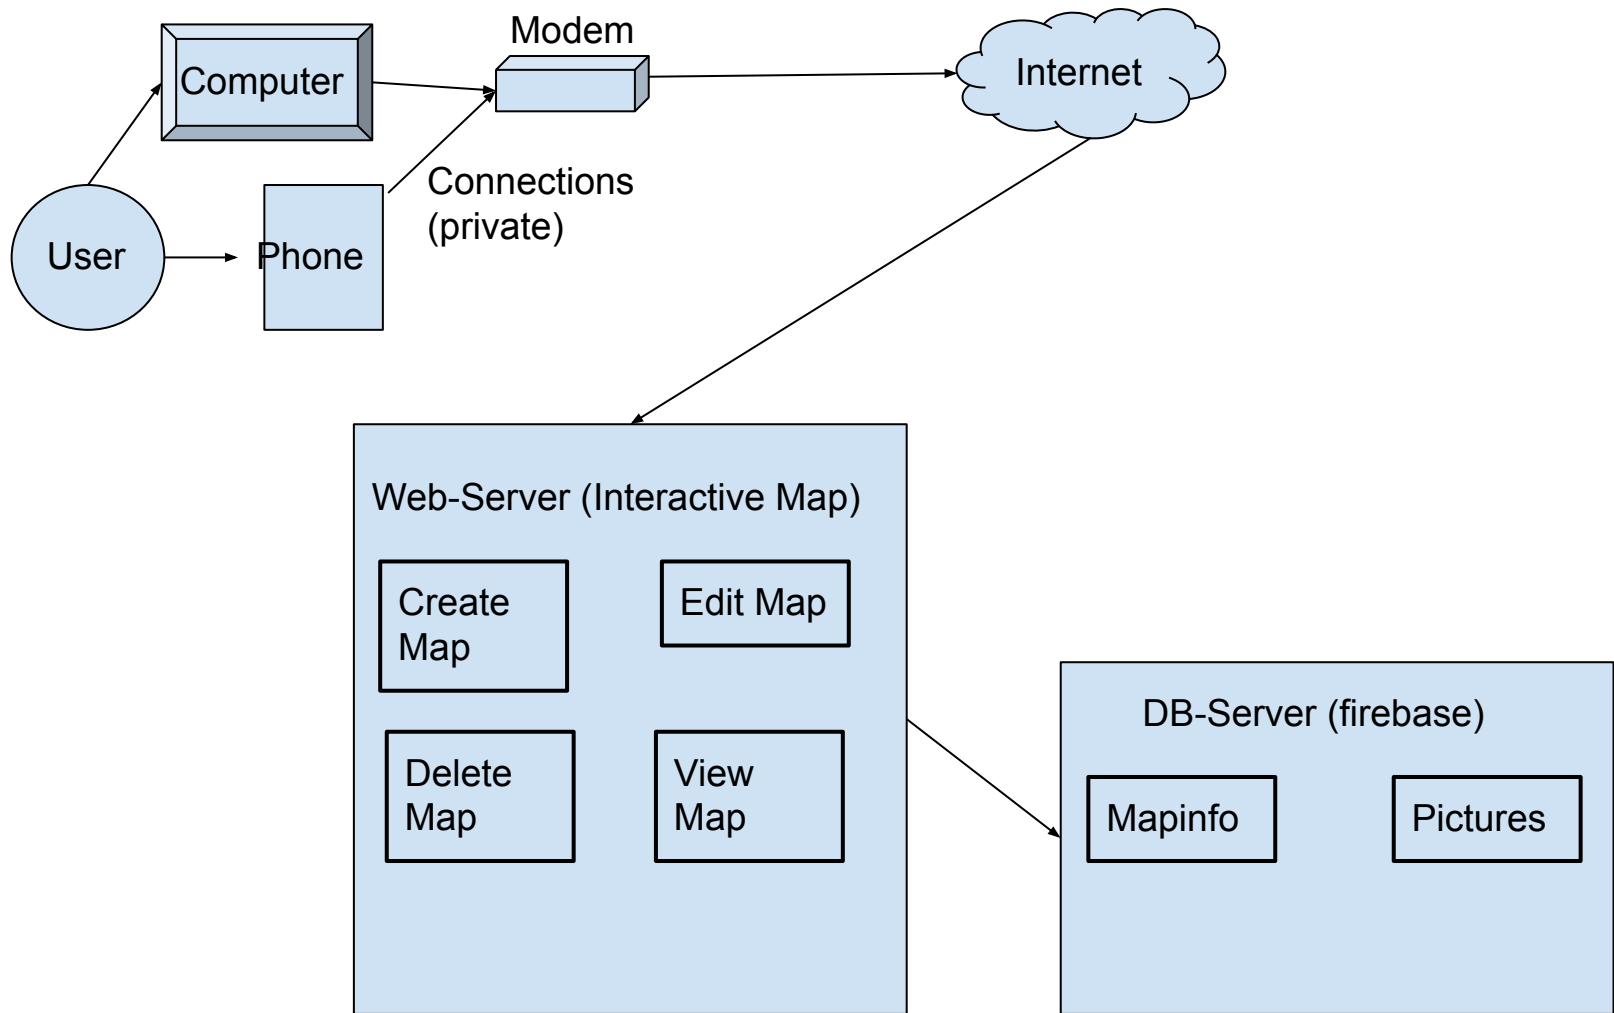 Modem
Computer
Internet
Connections
(private)
User
Phone
Web-Server (Interactive Map)
Create
Map
Edit Map
Delete
Map
View
Map
DB-Server (firebase)
Mapinfo
Pictures